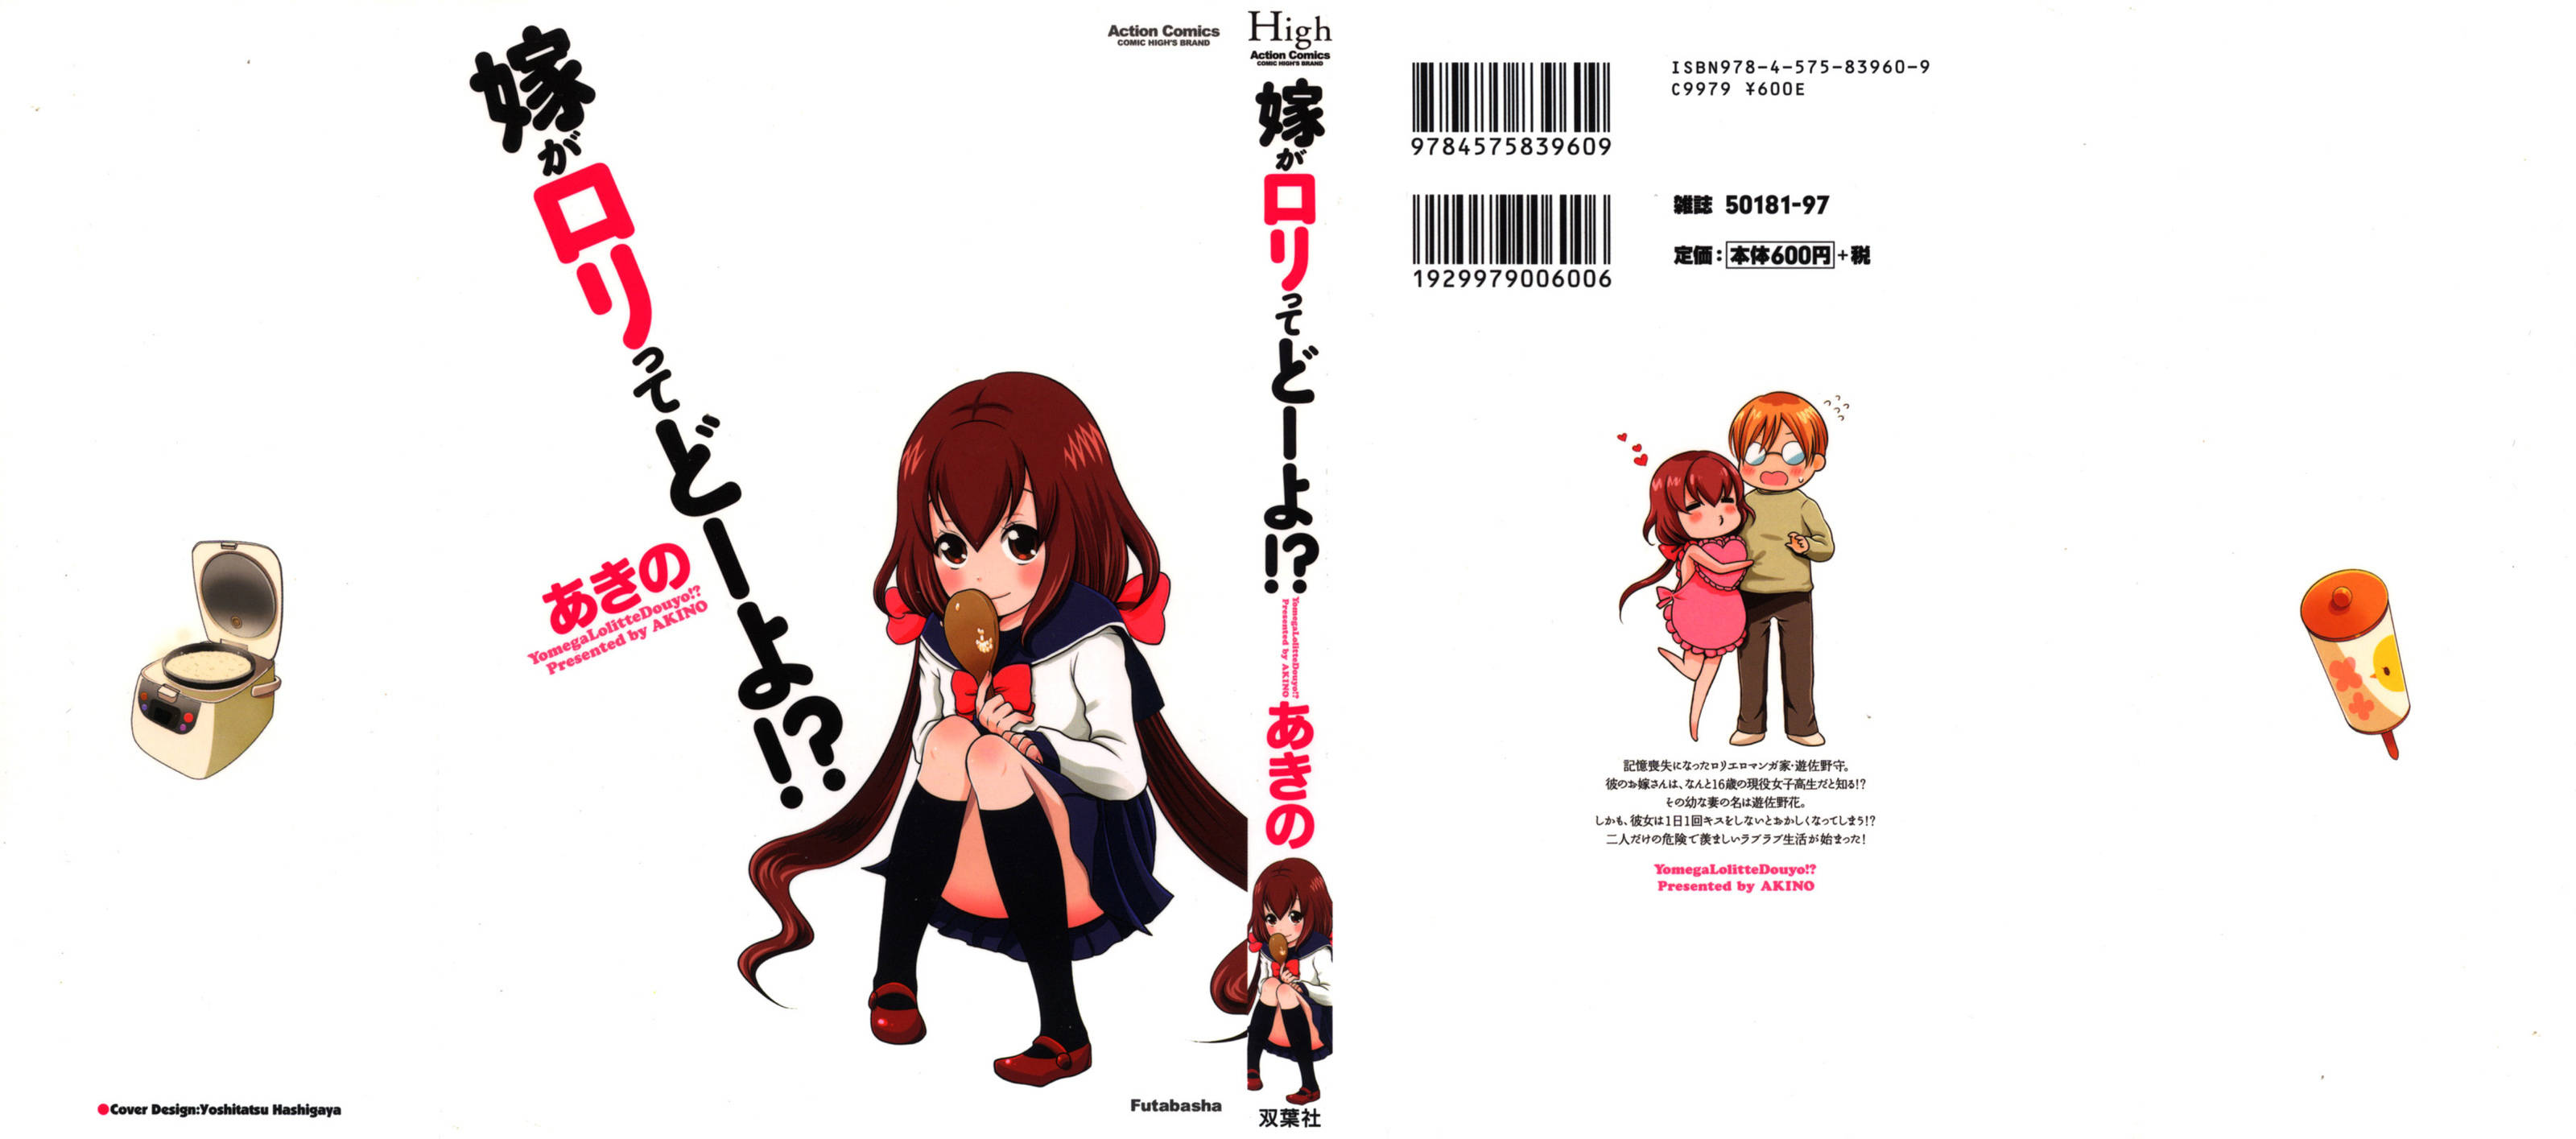 嫁がロリってどーよ!?
あきの
YomegaLolitteDouyo!?
Presented by AKINO
Action Comics
COMIC HIGH'S BRAND
Futabasha
Cover Design:Yoshitatsu Hashigaya
High
Action Comics
COMIC HIGH'S BRAND
嫁がロリってどーよ!?
YomegaLolitteDouyo!?
Presented by AKINO
あきの
双葉社
9784575839609
1929979006006
ISBN978-4-575-83960-9
C9979 ¥600E
雑誌 50181-97
定価:本体600円+税
記憶喪失になったロリエロマンガ家・遊佐野守。
彼のお嫁さんは、なんと16歳の現役女子高生だと知る!?
その幼な妻の名は遊佐野花。
しかも、彼女は1日1回キスをしないとおかしくなってしまう!?
二人だけの危険で羨ましいラブラブ生活が始まった!
YomegaLolitteDouyo!?
Presented by AKINO